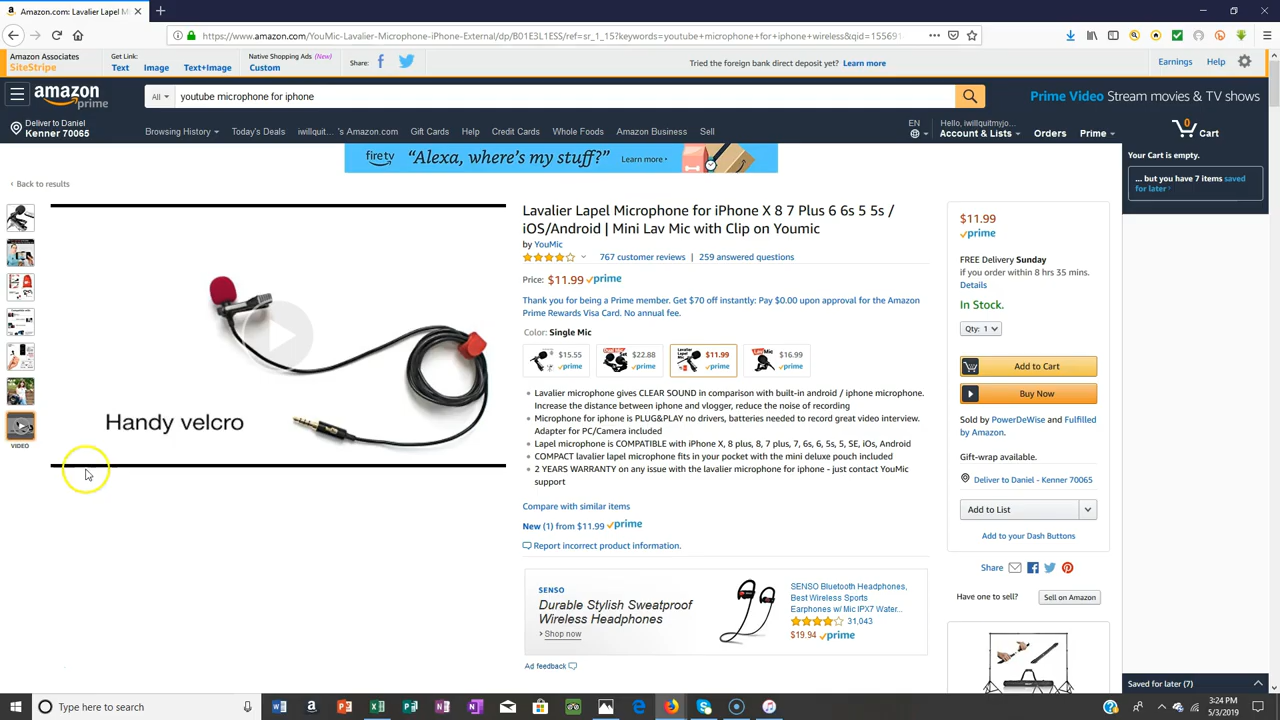 Amazon.com: Lavalier Lapel M
https://www.amazon.com/YouMic-Lavalier-Microphone-iPhone-External/dp/B01E3L1ESS/ref=sr_1_15?keywords=youtube+microphone+for+iphone+wireless&qid=15569
Amazon Associates
SiteStripe
Get Link:
Text Image Text+Image
Native Shopping Ads (New)
Custom
Share:
Tried the foreign bank direct deposit yet? Learn more
Earnings Help
amazon
prime
All
youtube microphone for iphone
Prime Video Stream movies & TV shows
Deliver to Daniel
Kenner 70065
Browsing History
Today's Deals
iwillquit... 's Amazon.com
Gift Cards
Help
Credit Cards
Whole Foods
Amazon Business
Sell
EN
Hello, iwillquitmyjo...
Account & Lists
Orders
Prime
0
Cart
fire tv
"Alexa, where's my stuff?"
Learn more
Your Cart is empty.
... but you have 7 items saved
for later
‹ Back to results
Handy velcro
VIDEO
Lavalier Lapel Microphone for iPhone X 8 7 Plus 6 6s 5 5s /
iOS/Android | Mini Lav Mic with Clip on Youmic
by YouMic
767 customer reviews | 259 answered questions
Price: $11.99 prime
Thank you for being a Prime member. Get $70 off instantly: Pay $0.00 upon approval for the Amazon
Prime Rewards Visa Card. No annual fee.
Color: Single Mic
$15.55
prime
$22.88
prime
$11.99
prime
$16.99
prime
Lavalier microphone gives CLEAR SOUND in comparison with built-in android / iphone microphone.
Increase the distance between iphone and vlogger, reduce the noise of recording
Microphone for iphone is PLUG&PLAY no drivers, batteries needed to record great video interview.
Adapter for PC/Camera included
Lapel microphone is COMPATIBLE with iPhone X, 8 plus, 8, 7 plus, 7, 6s, 6, 5s, 5, SE, iOs, Android
COMPACT lavalier microphone fits in your pocket with the mini deluxe pouch included
2 YEARS WARRANTY on any issue with the lavalier microphone for iphone - just contact YouMic
support
Compare with similar items
New (1) from $11.99 prime
Report incorrect product information.
SENSO
Durable Stylish Sweatproof
Wireless Headphones
› Shop now
SENSO Bluetooth Headphones,
Best Wireless Sports
Earphones w/ Mic IPX7 Water...
31,043
$19.94 prime
Ad feedback
$11.99
prime
FREE Delivery Sunday
if you order within 8 hrs 35 mins.
Details
In Stock.
Qty: 1
Add to Cart
Buy Now
Sold by PowerDeWise and Fulfilled
by Amazon.
Gift-wrap available.
Deliver to Daniel - Kenner 70065
Add to List
Add to your Dash Buttons
Share
Have one to sell?
Sell on Amazon
Saved for later (7)
Type here to search
3:24 PM
5/3/2019